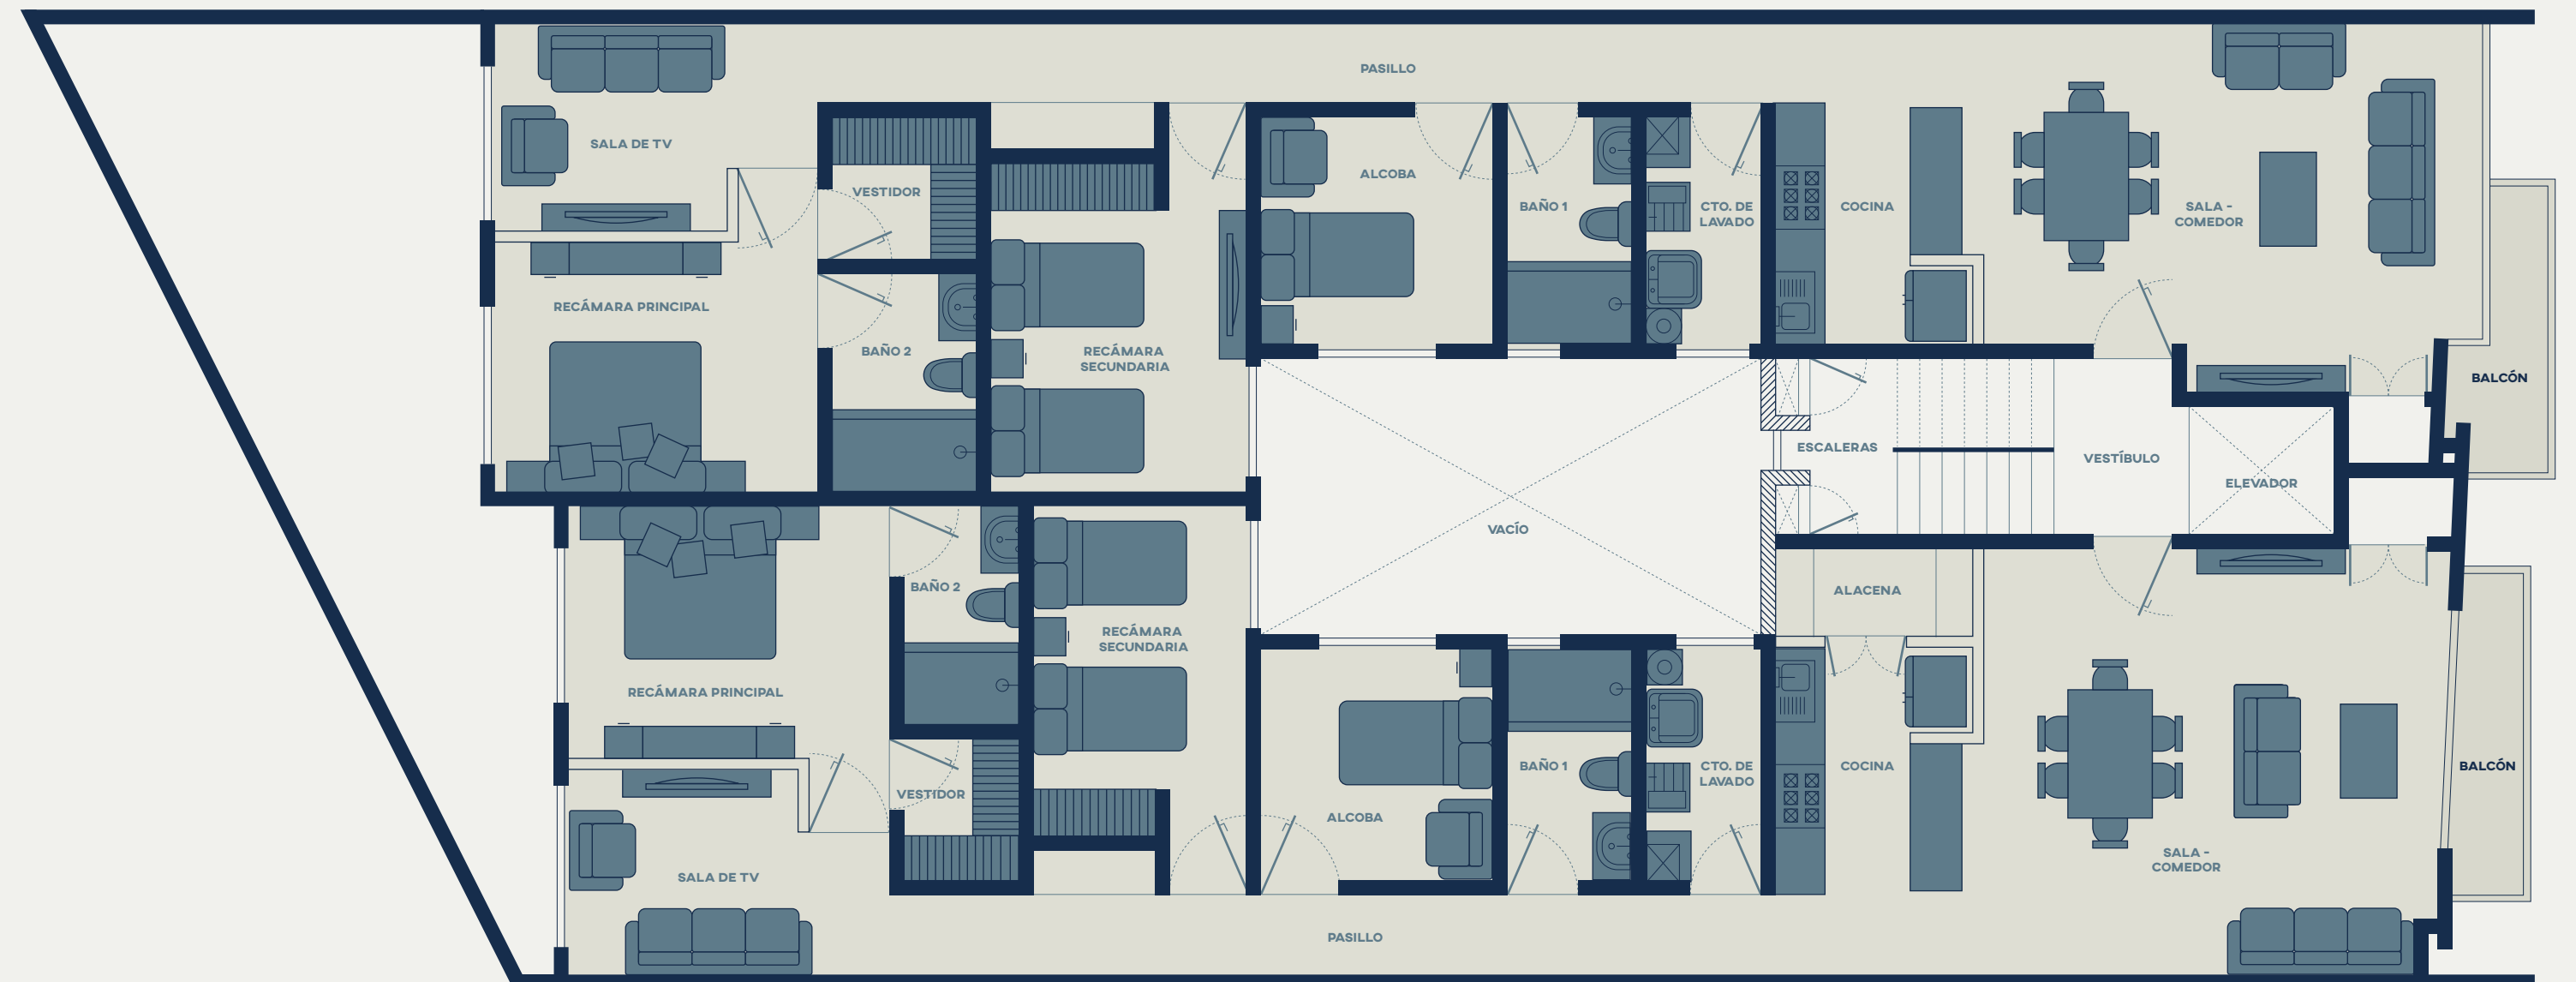 PASILLO
SALA DE TV
VESTIDOR
ALCOBA
BAÑO 1
CTO. DE
LAVADO
COCINA
SALA -
COMEDOR
RECÁMARA PRINCIPAL
BAÑO 2
RECÁMARA
SECUNDARIA
BALCÓN
ESCALERAS
VESTÍBULO
ELEVADOR
VACÍO
BAÑO 2
ALACENA
RECÁMARA
SECUNDARIA
RECÁMARA PRINCIPAL
BAÑO 1
CTO. DE
LAVADO
COCINA
BALCÓN
VESTIDOR
ALCOBA
SALA -
COMEDOR
SALA DE TV
PASILLO